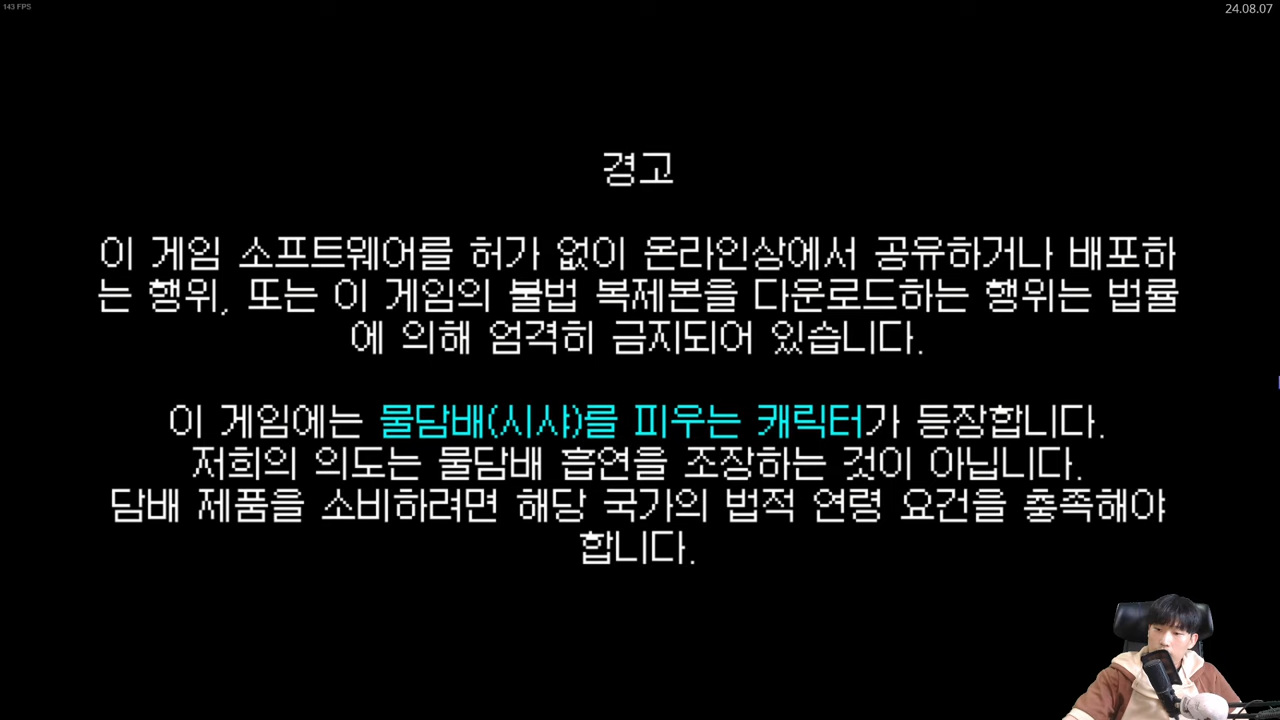 143 FPS
24.08.07
경고
이 게임 소프트웨어를 허가 없이 온라인상에서 공유하거나 배포하
는 행위, 또는 이 게임의 불법 복제본을 다운로드하는 행위는 법률
에 의해 엄격히 금지되어 있습니다.
이 게임에는 물담배(시샤)를 피우는 캐릭터가 등장합니다.
저희의 의도는 물담배 흡연을 조장하는 것이 아닙니다.
담배 제품을 소비하려면 해당 국가의 법적 연령 요건을 충족해야
합니다.